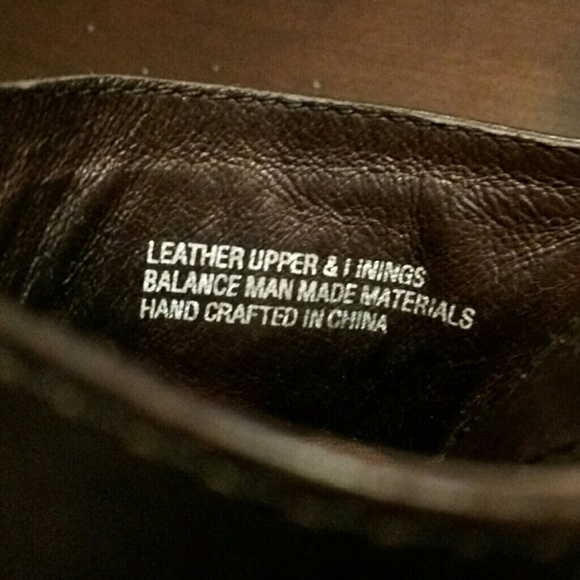 LEATHER UPPER & LININGS
BALANCE MAN MADE MATERIALS
HAND CRAFTED IN CHINA